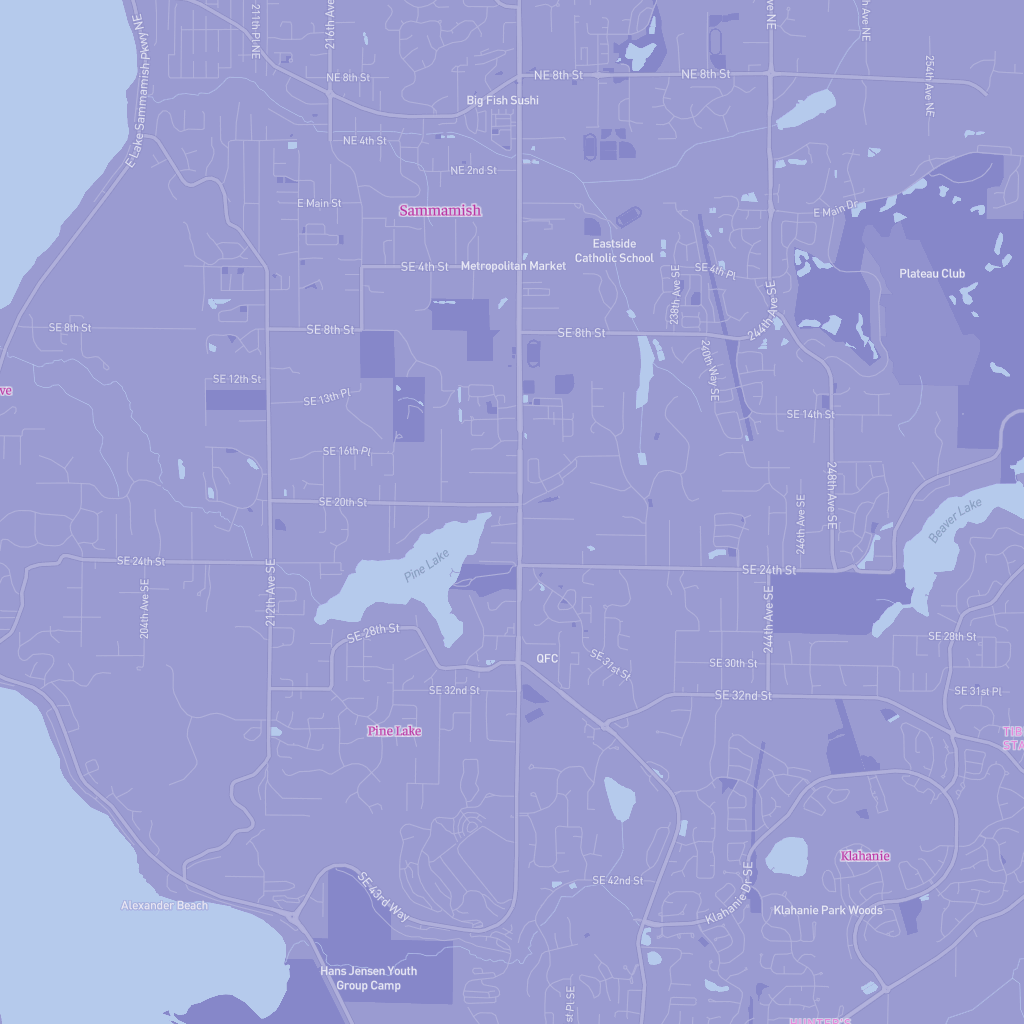 211th Pl NE
216th Ave
Ave NE
h Ave NE
254th Ave NE
E Lake Sammamish Pkwy NE
NE 8th St
NE 8th St
NE 8th St
Big Fish Sushi
NE 4th St
NE 2nd St
E Main St
Sammamish
E Main Dr
Eastside
Catholic School
SE 4th St
Metropolitan Market
SE 4th Pl
238th Ave SE
Plateau Club
SE 8th St
SE 8th St
SE 8th St
244th Ave SE
240th Way SE
SE 12th St
ve
SE 13th Pl
SE 14th St
SE 16th Pl
248th Ave SE
SE 20th St
246th Ave SE
Beaver Lake
SE 24th St
Pine Lake
SE 24th St
204th Ave SE
212th Ave SE
244th Ave SE
SE 28th St
SE 28th St
QFC
SE 31st St
SE 30th St
SE 32nd St
SE 32nd St
SE 31st Pl
Pine Lake
TIB
STA
Klahanie
SE 42nd St
SE 43rd Way
Klahanie Dr SE
Alexander Beach
Klahanie Park Woods
Hans Jensen Youth
Group Camp
st Pl SE
HUNTER'S